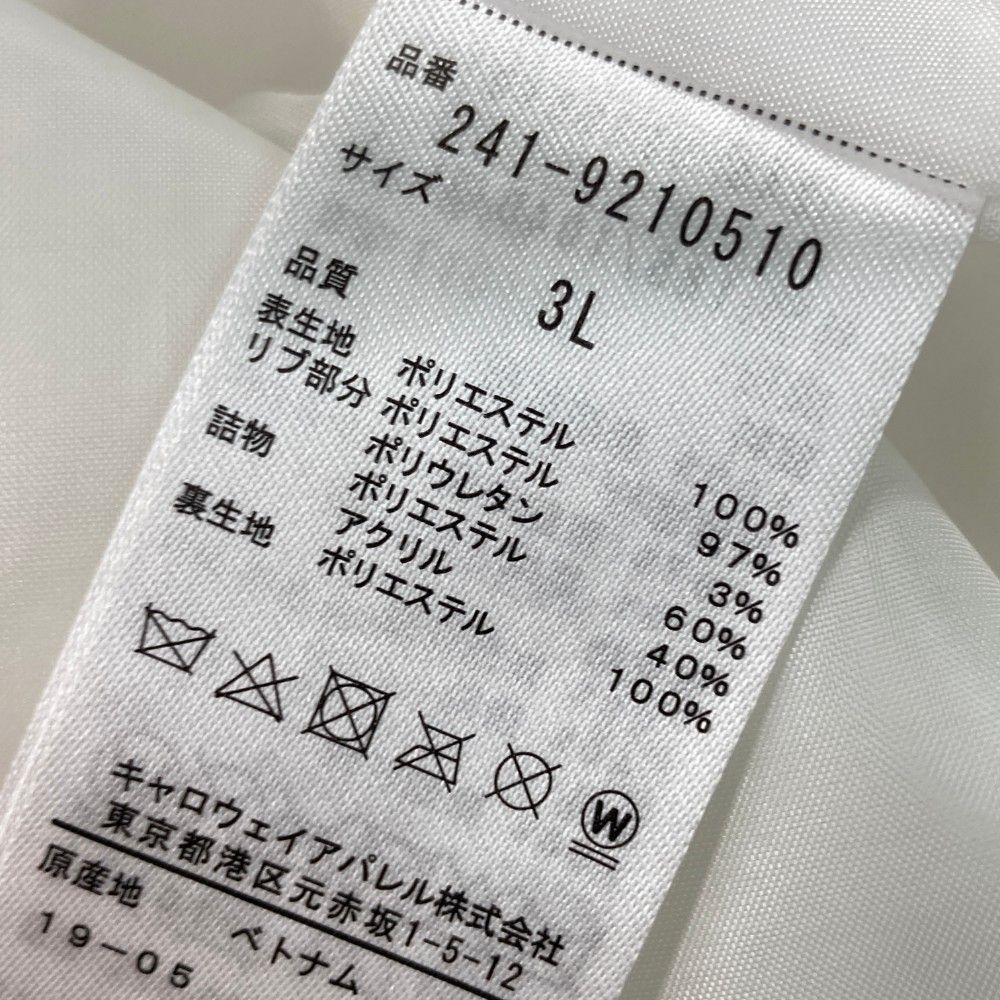 品番
241-9210510
サイズ
3L
品質
表生地 ポリエステル 100%
リブ部分 ポリエステル 97%
ポリウレタン 3%
詰物 ポリエステル 60%
アクリル 40%
裏生地 ポリエステル 100%
W
キャロウェイアパレル株式会社
東京都港区元赤坂1-5-12
原産地 ベトナム
19-05